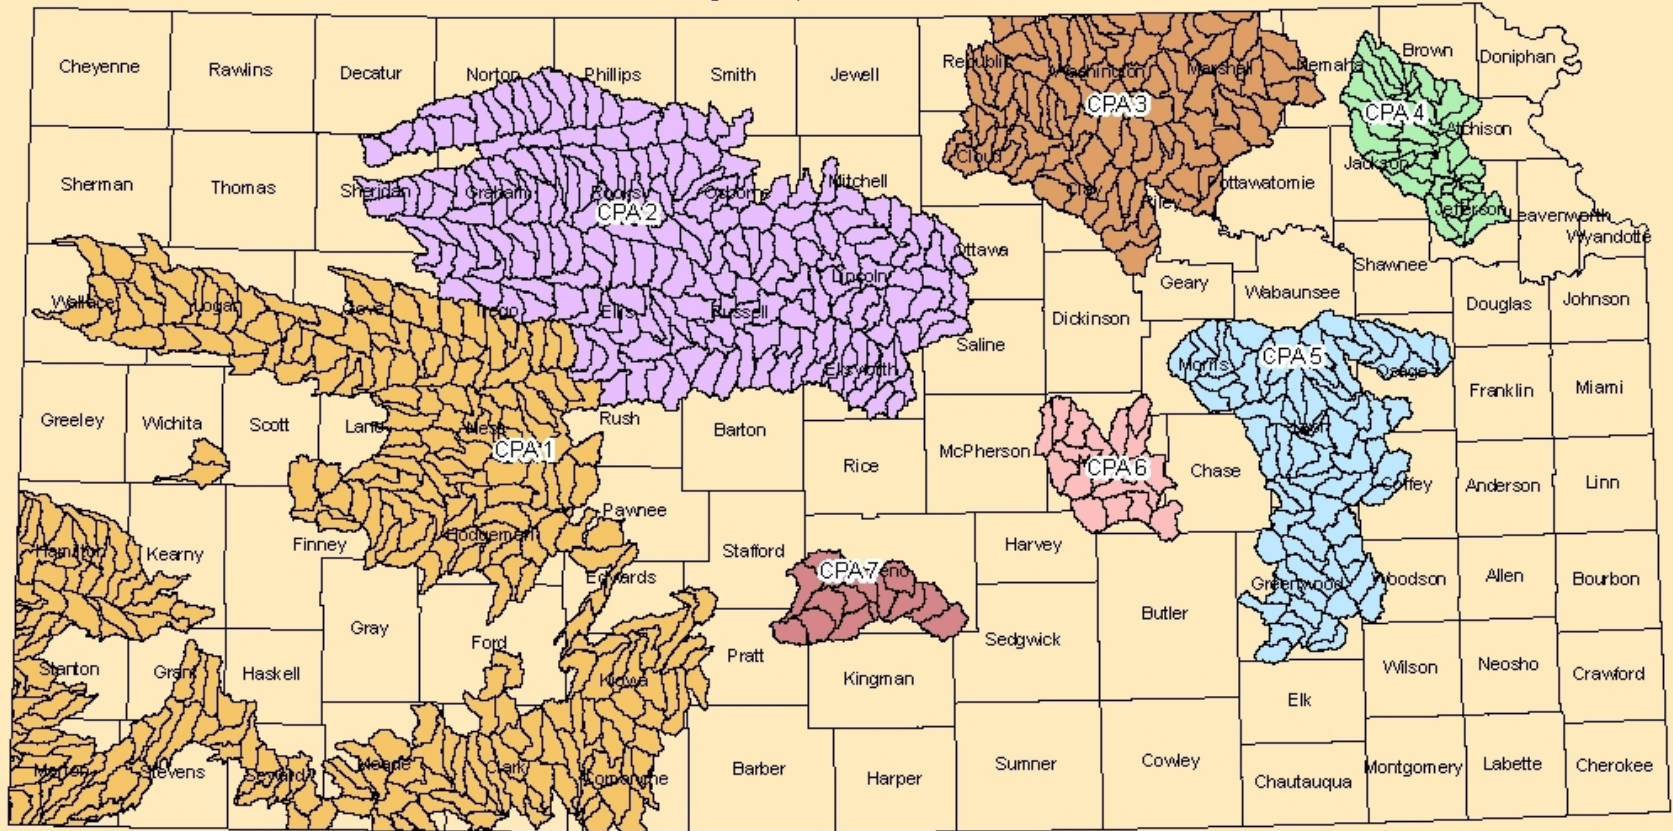 Cheyenne
Rawlins
Decatur
Norton
Phillips
Smith
Jewell
Republic
Washington
Marshall
Nemaha
Brown
Doniphan
CPA 3
CPA 4
Atchison
Cloud
Jackson
Sherman
Thomas
Sheridan
Graham
Rooks
Osborne
Mitchell
Clay
Riley
Pottawatomie
CPA 2
Jefferson
Leavenworth
Wyandotte
Ottawa
Lincoln
Shawnee
Geary
Wabaunsee
Douglas
Johnson
Wallace
Logan
Gove
Trego
Ellis
Russell
Dickinson
Saline
Ellsworth
Morris
CPA 5
Osage
Franklin
Miami
Greeley
Wichita
Scott
Lane
Ness
Rush
Barton
Lyon
CPA 1
Rice
McPherson
CPA 6
Chase
Coffey
Anderson
Linn
Pawnee
Hodgeman
Hamilton
Kearny
Finney
Stafford
Harvey
CPA 7
Reno
Edwards
Greenwood
Woodson
Allen
Bourbon
Gray
Ford
Butler
Sedgwick
Stanton
Grant
Haskell
Kiowa
Pratt
Kingman
Wilson
Neosho
Crawford
Elk
Morton
Stevens
Seward
Meade
Clark
Comanche
Barber
Harper
Sumner
Cowley
Chautauqua
Montgomery
Labette
Cherokee